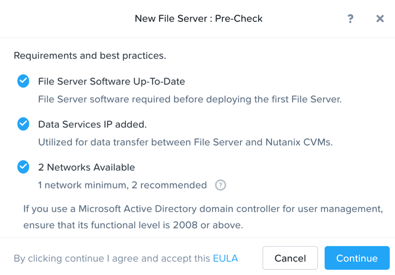 New File Server : Pre-Check
? ×
Requirements and best practices.
File Server Software Up-To-Date
File Server software required before deploying the first File Server.
Data Services IP added.
Utilized for data transfer between File Server and Nutanix CVMs.
2 Networks Available
1 network minimum, 2 recommended ?
If you use a Microsoft Active Directory domain controller for user management,
ensure that its functional level is 2008 or above.
By clicking continue I agree and accept this EULA
Cancel
Continue